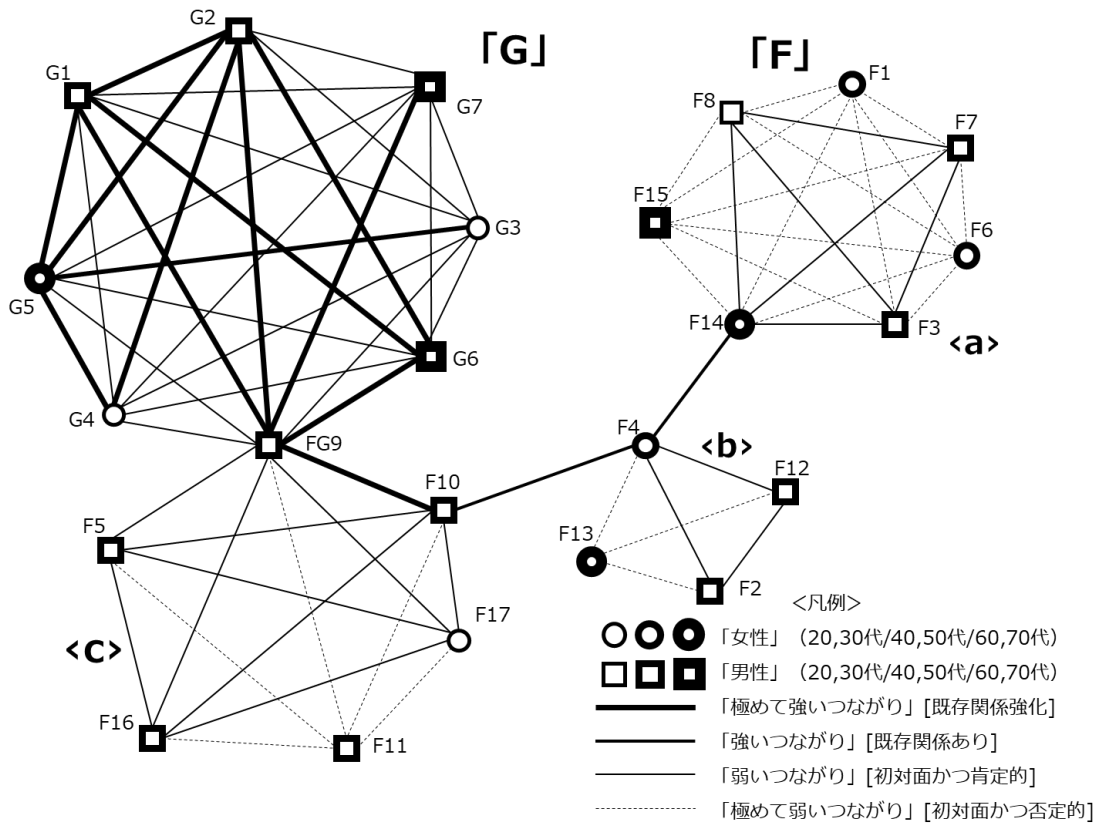 G2
「G」
「F」
F1
G1
F8
G7
F7
F15
G3
F6
G5
F14
F3
<a>
G6
G4
F4
FG9
<b>
F12
F10
F5
F13
F2
<凡例>
F17
「女性」（20,30代/40,50代/60,70代）
<c>
「男性」（20,30代/40,50代/60,70代）
「極めて強いつながり」[既存関係強化]
F16
F11
「強いつながり」[既存関係あり]
「弱いつながり」[初対面かつ肯定的]
「極めて弱いつながり」[初対面かつ否定的]